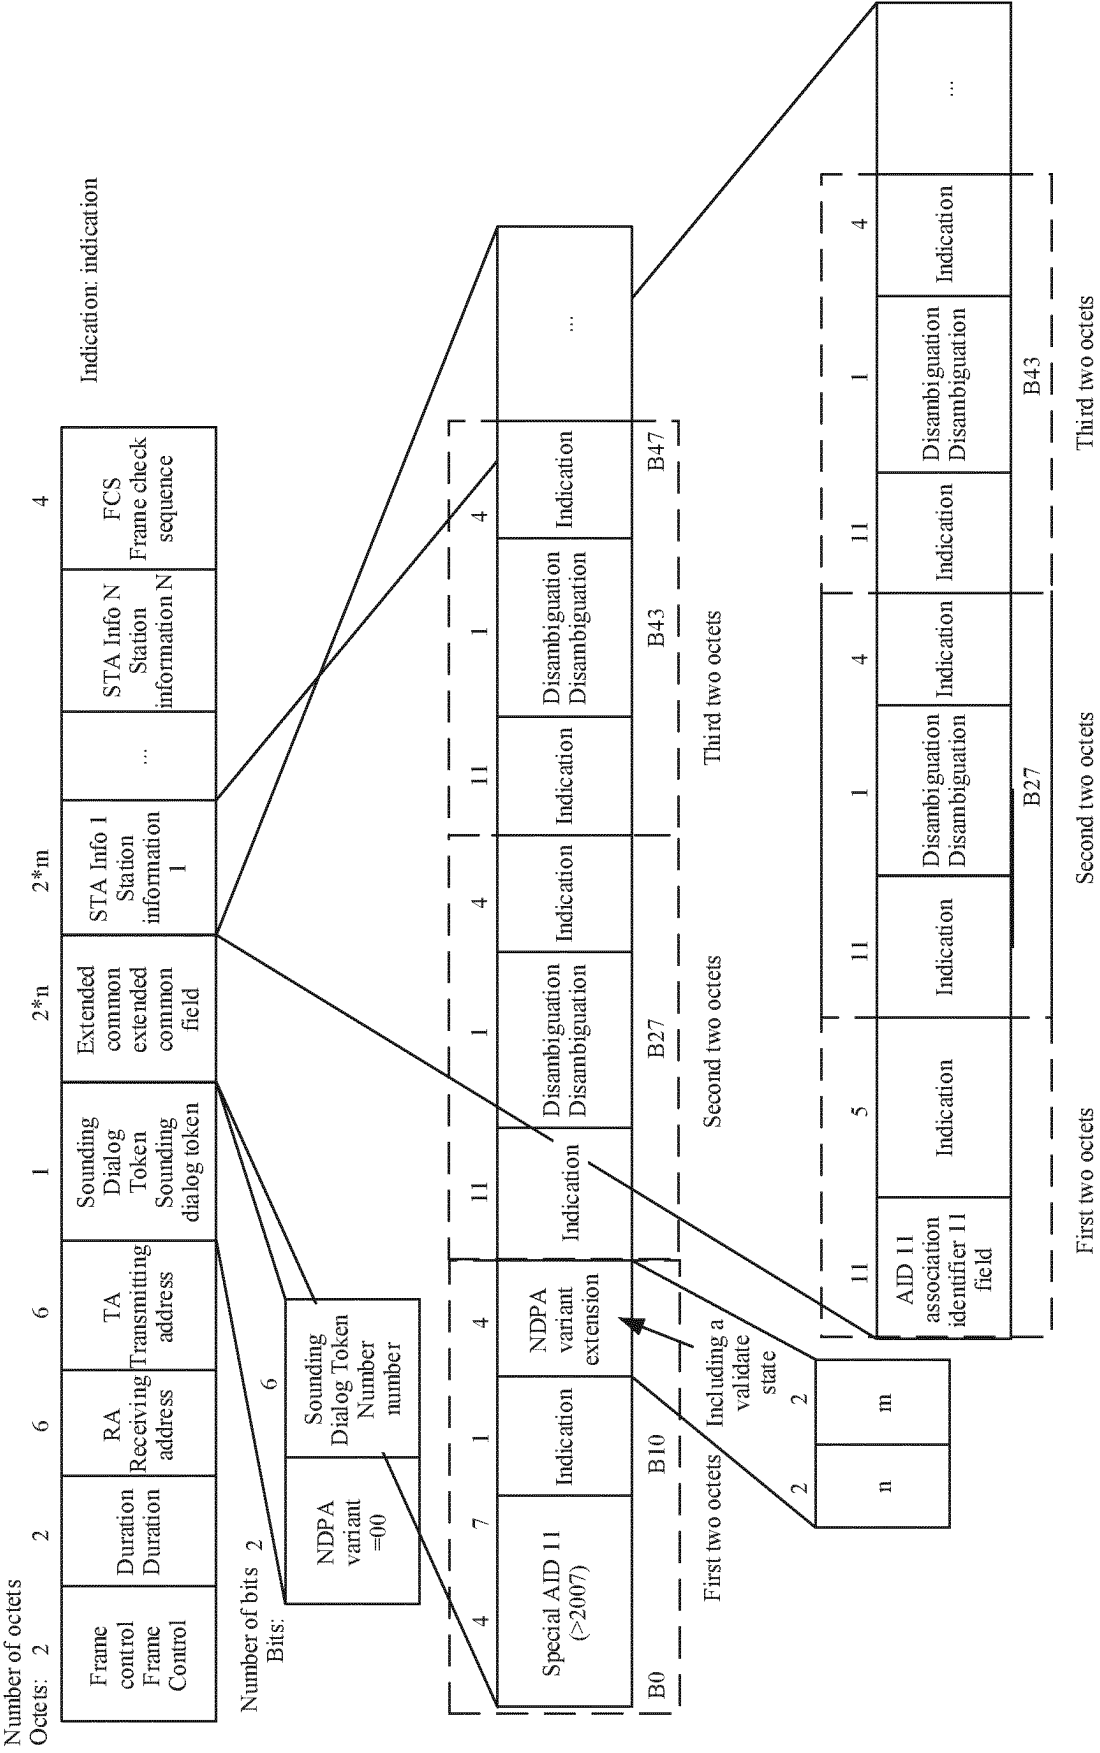 Number of octets
Octets:
2
2
6
6
1
2*n
2*m
4
Frame
control
Frame
Control
Duration
Duration
RA
Receiving
address
TA
Transmitting
address
Sounding
Dialog
Token
Sounding
dialog token
Extended
common
extended
common
field
STA Info 1
Station
information
1
...
STA Info N
Station
information N
FCS
Frame check
sequence
Indication: indication
Number of bits
Bits:
2
6
NDPA
variant
=00
Sounding
Dialog Token
Number
number
4
7
1
4
11
1
4
11
1
4
Special AID 11
(>2007)
Indication
NDPA
variant
extension
Indication
Disambiguation
Disambiguation
Indication
Indication
Disambiguation
Disambiguation
Indication
...
B0
B10
B27
B43
B47
First two octets
Second two octets
Third two octets
Including a
validate
state
2
2
n
m
11
5
11
1
4
11
1
4
AID 11
association
identifier 11
field
Indication
Indication
Disambiguation
Disambiguation
Indication
Indication
Disambiguation
Disambiguation
Indication
...
B27
B43
First two octets
Second two octets
Third two octets